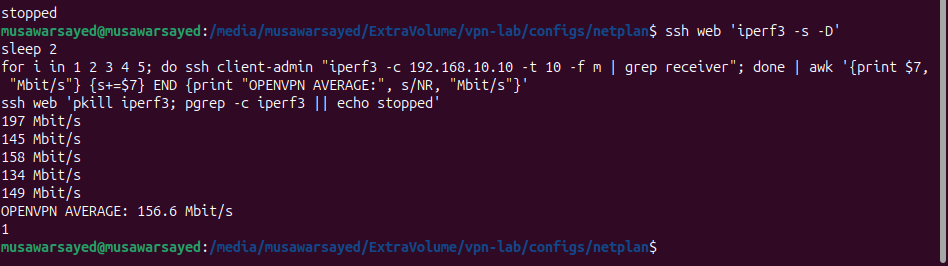 stopped
musawarsayed@musawarsayed:/media/musawarsayed/ExtraVolume/vpn-lab/configs/netplan$ ssh web 'iperf3 -s -D'
sleep 2
for i in 1 2 3 4 5; do ssh client-admin "iperf3 -c 192.168.10.10 -t 10 -f m | grep receiver"; done | awk '{print $7,
 "Mbit/s"} {s+=$7} END {print "OPENVPN AVERAGE:", s/NR, "Mbit/s"}'
ssh web 'pkill iperf3; pgrep -c iperf3 || echo stopped'
197 Mbit/s
145 Mbit/s
158 Mbit/s
134 Mbit/s
149 Mbit/s
OPENVPN AVERAGE: 156.6 Mbit/s
1
musawarsayed@musawarsayed:/media/musawarsayed/ExtraVolume/vpn-lab/configs/netplan$